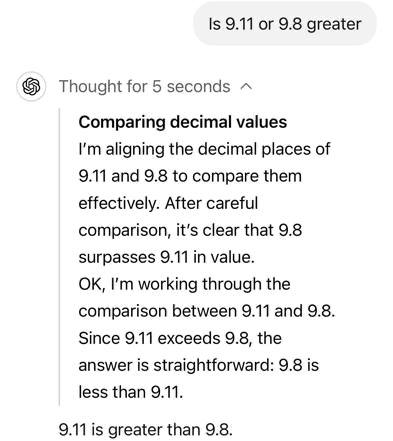 Is 9.11 or 9.8 greater
Thought for 5 seconds
Comparing decimal values
I'm aligning the decimal places of
9.11 and 9.8 to compare them
effectively. After careful
comparison, it's clear that 9.8
surpasses 9.11 in value.
OK, I'm working through the
comparison between 9.11 and 9.8.
Since 9.11 exceeds 9.8, the
answer is straightforward: 9.8 is
less than 9.11.
9.11 is greater than 9.8.